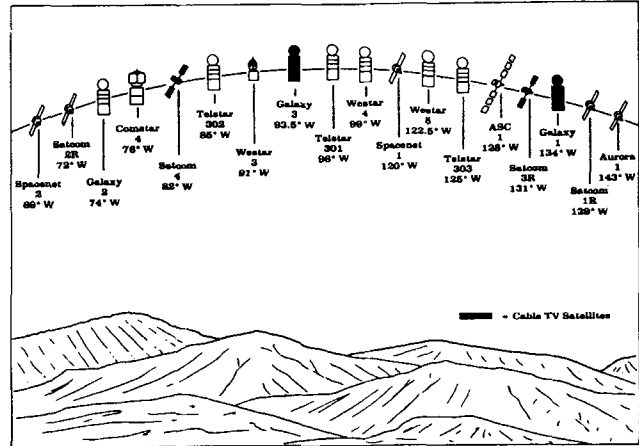 Spacenet
2
69° W
Satcom
2R
72° W
Galaxy
2
74° W
Comstar
4
76° W
Satcom
4
82° W
Telstar
302
85° W
Westar
3
91° W
Galaxy
3
93.5° W
Telstar
301
96° W
Westar
4
99° W
Spacenet
1
120° W
Westar
5
122.5° W
Telstar
303
125° W
ASC
1
128° W
Satcom
3R
131° W
Galaxy
1
134° W
Satcom
1R
139° W
Aurora
1
143° W
= Cable TV Satellites